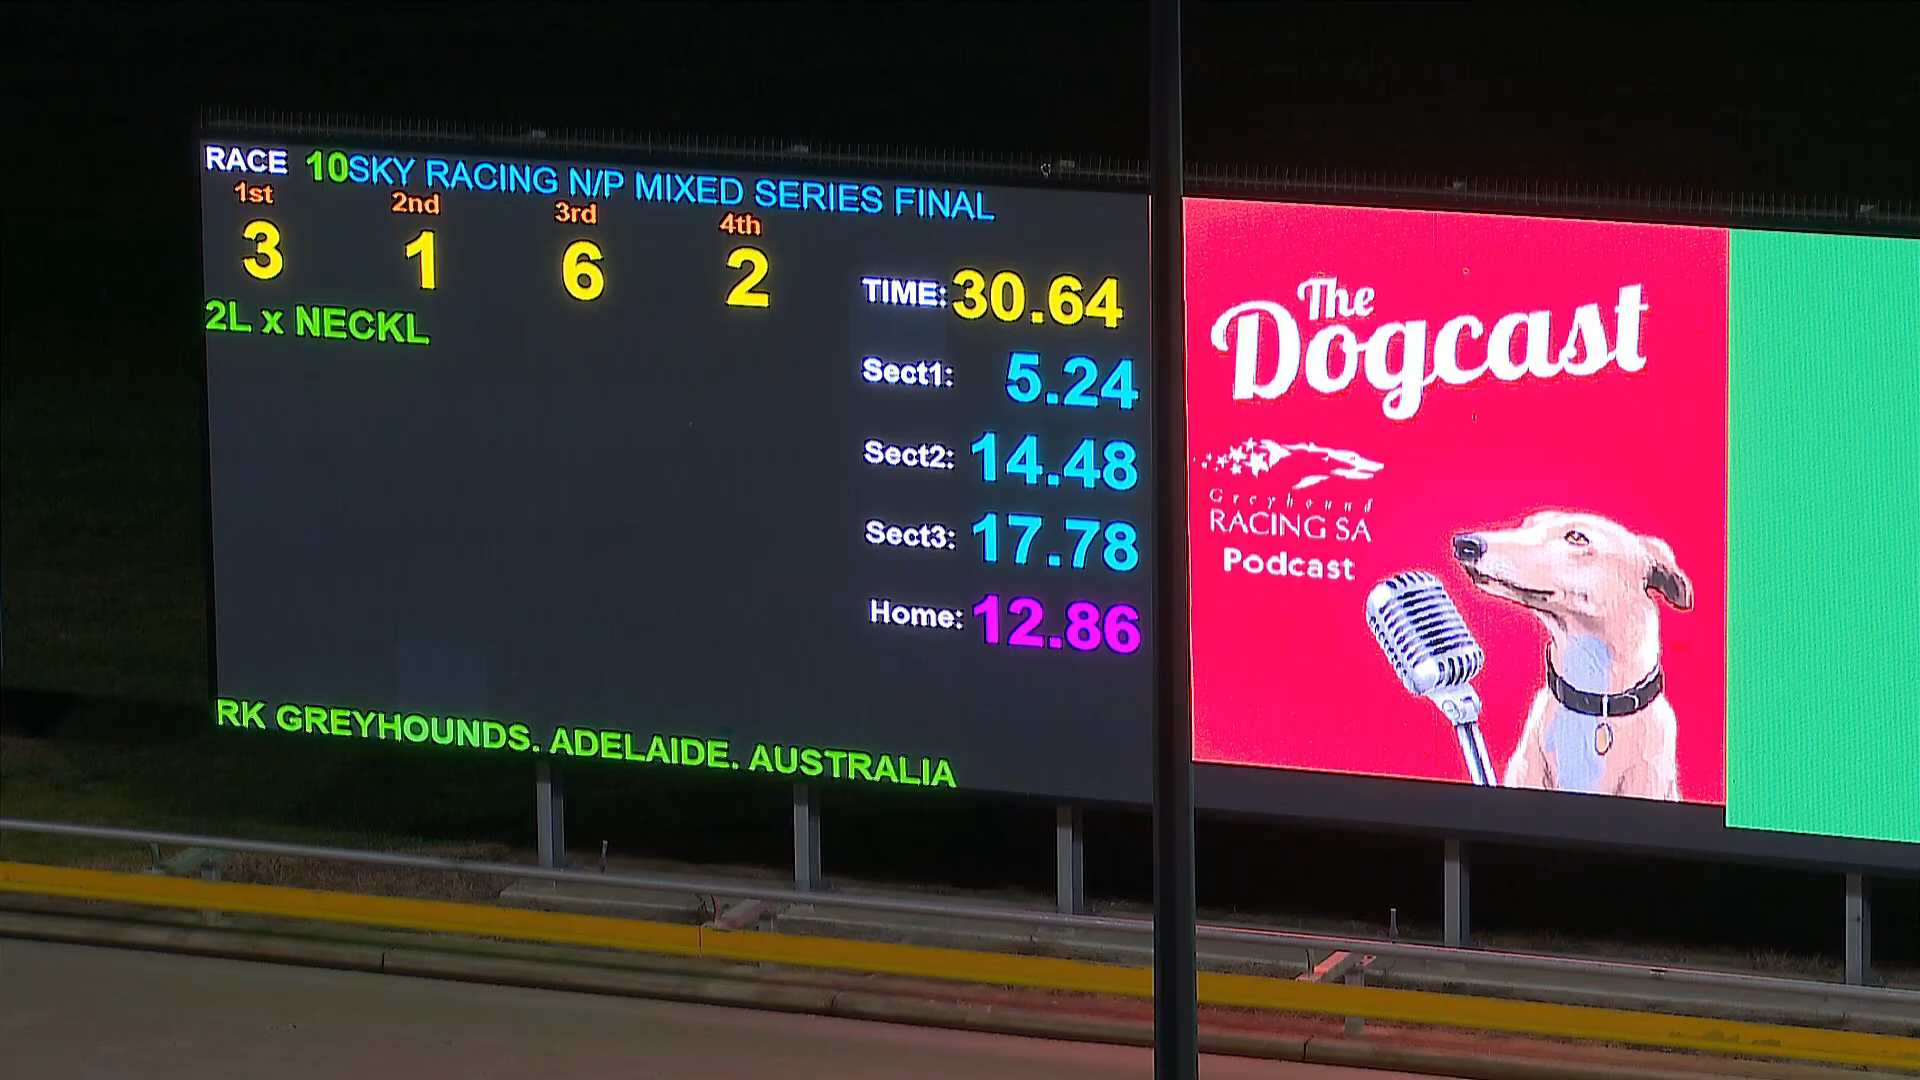 RACE 10SKY RACING N/P MIXED SERIES FINAL
1st 2nd 3rd 4th
3 1 6 2
2L x NECKL
TIME: 30.64
Sect1: 5.24
Sect2: 14.48
Sect3: 17.78
Home: 12.86
RK GREYHOUNDS. ADELAIDE. AUSTRALIA
The
Dogcast
Greyhound
RACING SA
Podcast